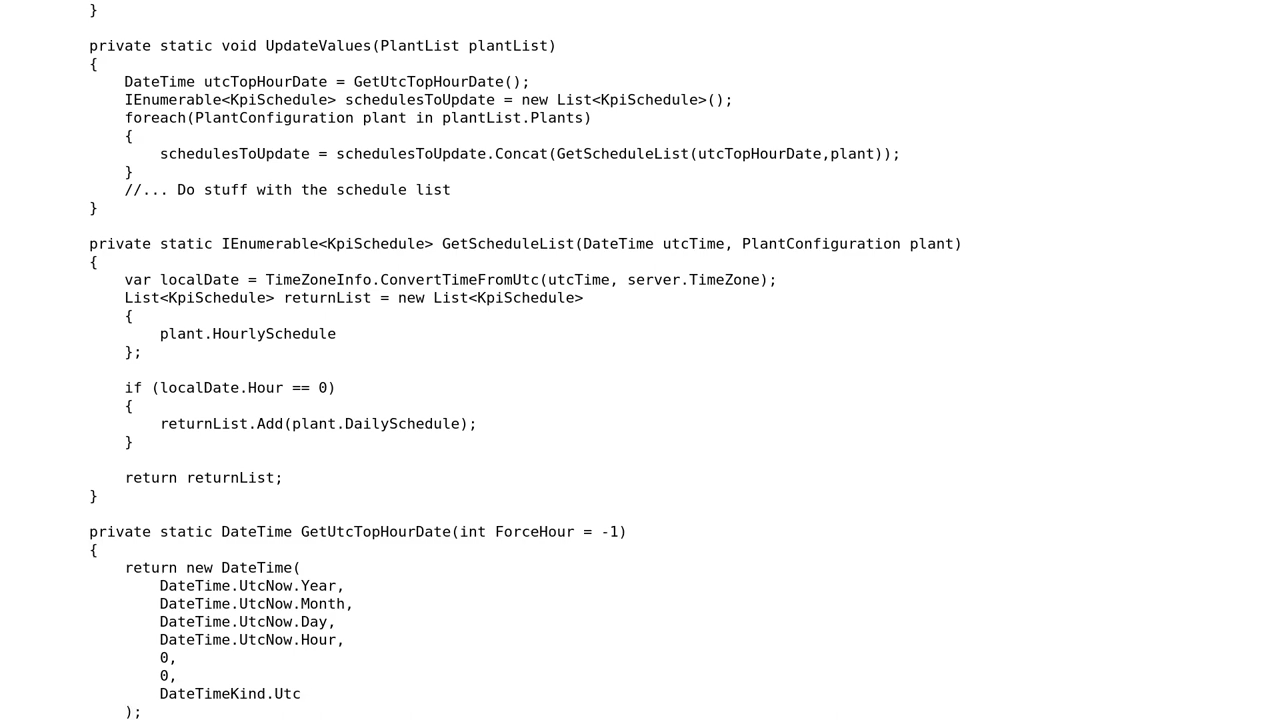 }
private static void UpdateValues(PlantList plantList)
{
DateTime utcTopHourDate = GetUtcTopHourDate();
IEnumerable<KpiSchedule> schedulesToUpdate = new List<KpiSchedule>();
foreach(PlantConfiguration plant in plantList.Plants)
{
schedulesToUpdate = schedulesToUpdate.Concat(GetScheduleList(utcTopHourDate,plant));
}
//... Do stuff with the schedule list
}
private static IEnumerable<KpiSchedule> GetScheduleList(DateTime utcTime, PlantConfiguration plant)
{
var localDate = TimeZoneInfo.ConvertTimeFromUtc(utcTime, server.TimeZone);
List<KpiSchedule> returnList = new List<KpiSchedule>
{
plant.HourlySchedule
};
if (localDate.Hour == 0)
{
returnList.Add(plant.DailySchedule);
}
return returnList;
}
private static DateTime GetUtcTopHourDate(int ForceHour = -1)
{
return new DateTime(
DateTime.UtcNow.Year,
DateTime.UtcNow.Month,
DateTime.UtcNow.Day,
DateTime.UtcNow.Hour,
0,
0,
DateTimeKind.Utc
);